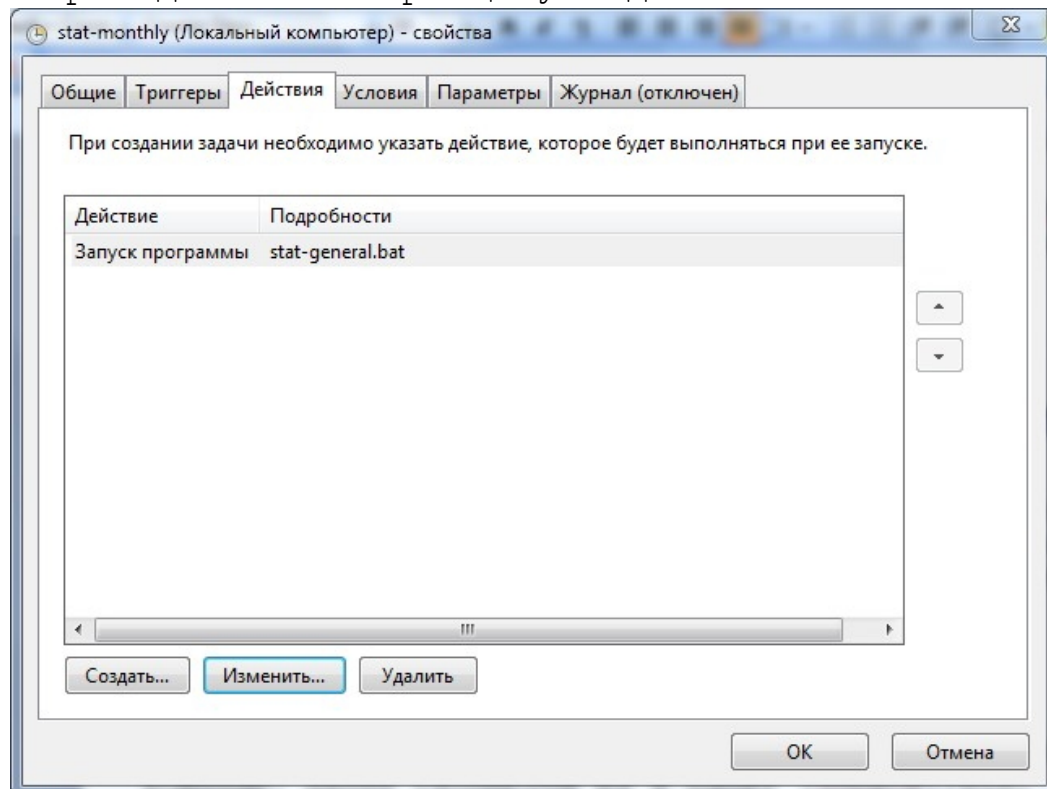 stat-monthly (Локальный компьютер) - свойства
Общие Триггеры Действия Условия Параметры Журнал (отключен)
При создании задачи необходимо указать действие, которое будет выполняться при ее запуске.
Действие Подробности
Запуск программы stat-general.bat
Создать... Изменить... Удалить
ОК Отмена